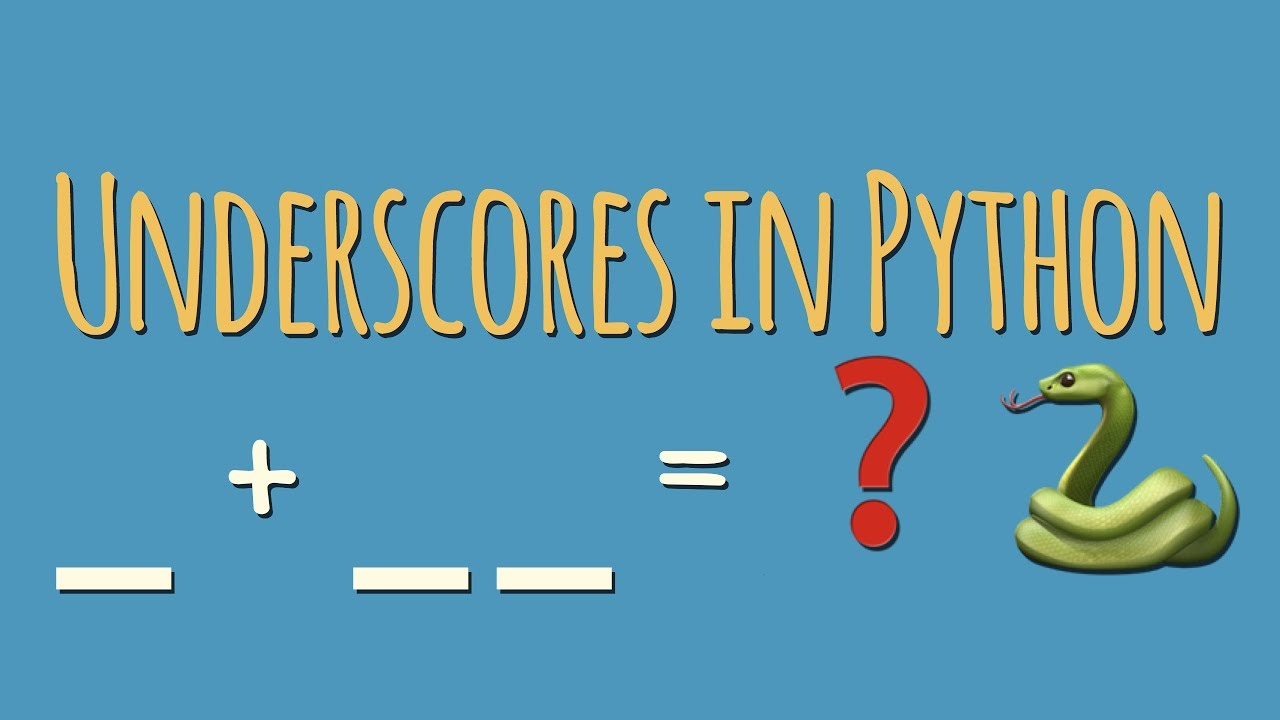 Underscores in Python
_ + __ = ?